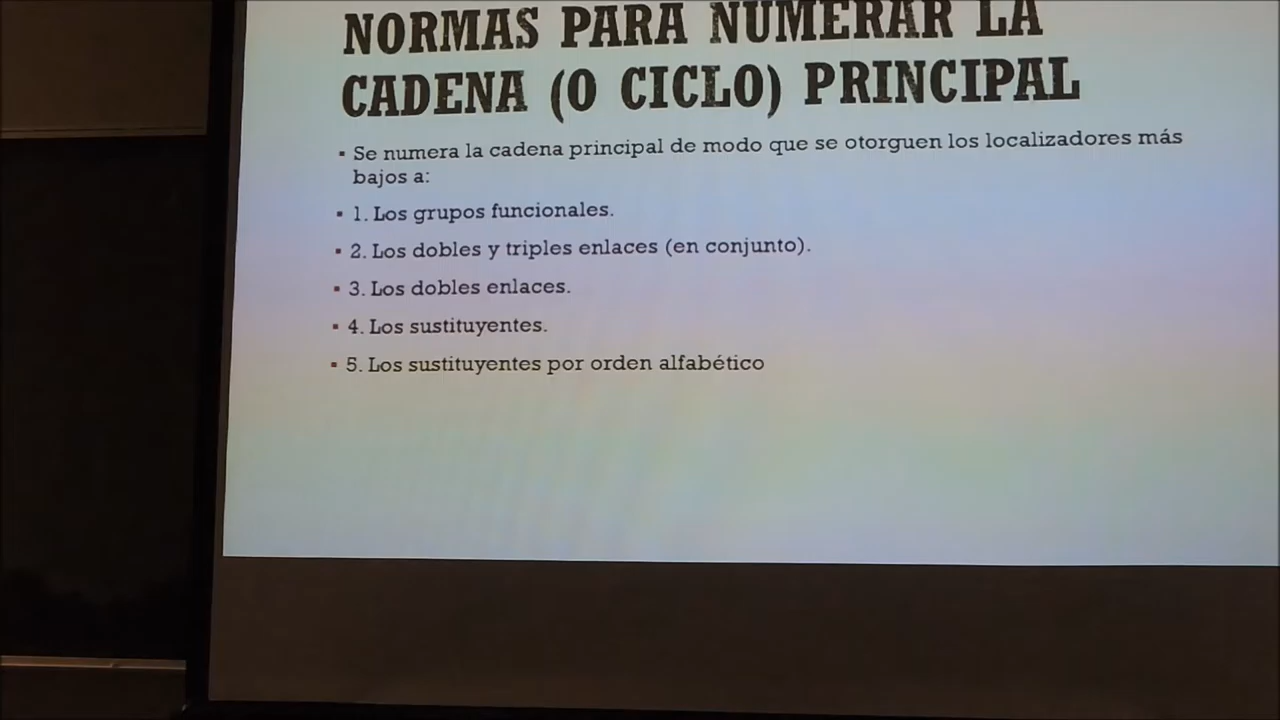 NORMAS PARA NUMERAR LA
CADENA (O CICLO) PRINCIPAL
▪ Se numera la cadena principal de modo que se otorguen los localizadores más
bajos a:
▪ 1. Los grupos funcionales.
▪ 2. Los dobles y triples enlaces (en conjunto).
▪ 3. Los dobles enlaces.
▪ 4. Los sustituyentes.
▪ 5. Los sustituyentes por orden alfabético